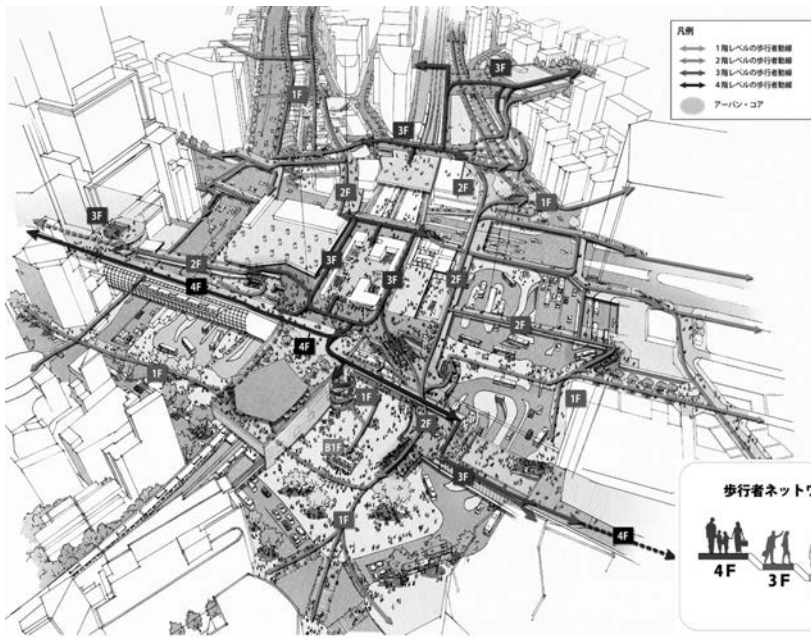 凡例
1階レベルの歩行者動線
2階レベルの歩行者動線
3階レベルの歩行者動線
4階レベルの歩行者動線
アーバン・コア
3F
1F
3F
2F
2F
1F
3F
2F
3F
3F
2F
4F
2F
4F
1F
1F
1F
2F
B1F
3F
1F
4F
歩行者ネットワ
4F
3F